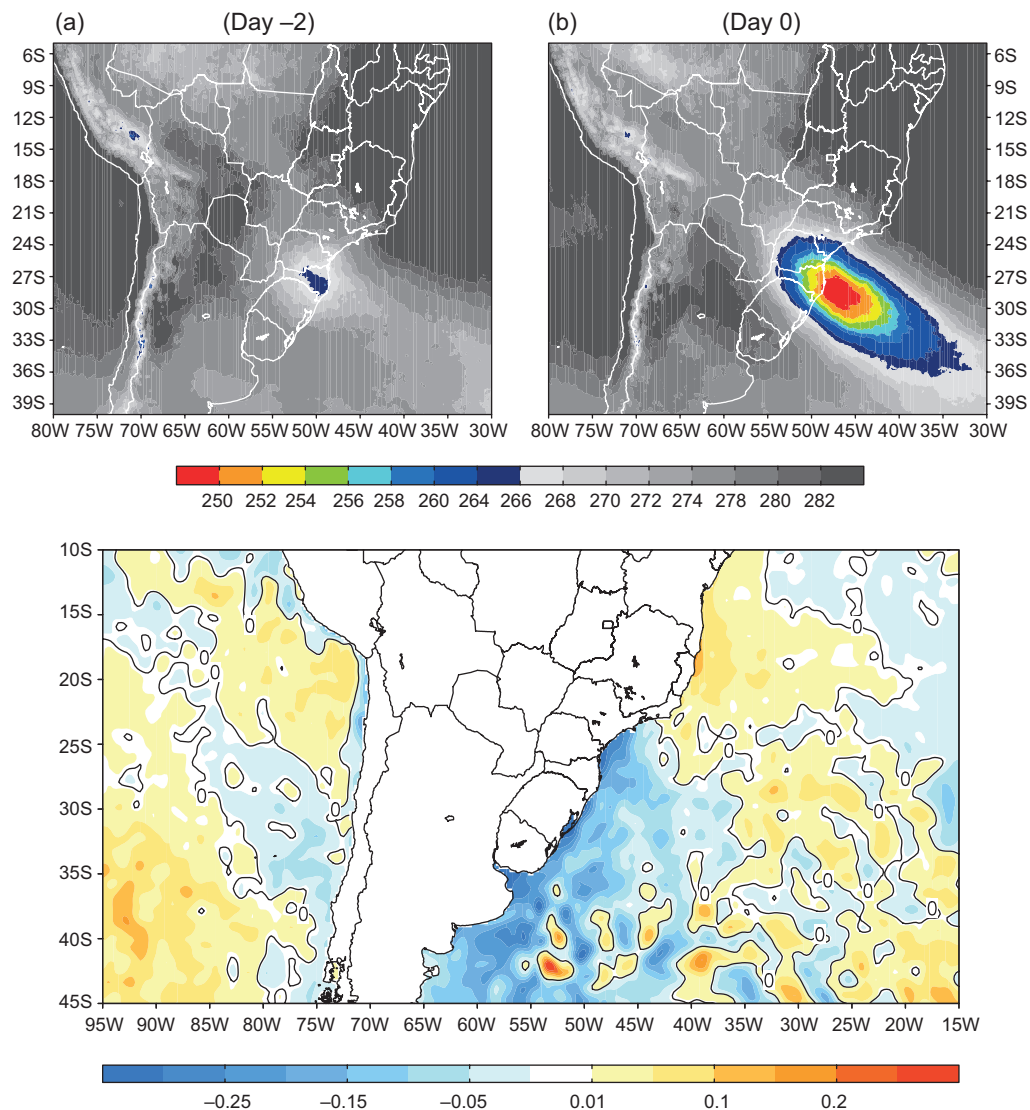 (a) (Day –2) (b) (Day 0)
6S 6S
9S 9S
12S 12S
15S 15S
18S 18S
21S 21S
24S 24S
27S 27S
30S 30S
33S 33S
36S 36S
39S 39S
80W 75W 70W 65W 60W 55W 50W 45W 40W 35W 30W 80W 75W 70W 65W 60W 55W 50W 45W 40W 35W 30W
250 252 254 256 258 260 264 266 268 270 272 274 278 280 282
10S
15S
20S
25S
30S
35S
40S
45S
95W 90W 85W 80W 75W 70W 65W 60W 55W 50W 45W 40W 35W 30W 25W 20W 15W
–0.25 –0.15 –0.05 0.01 0.1 0.2